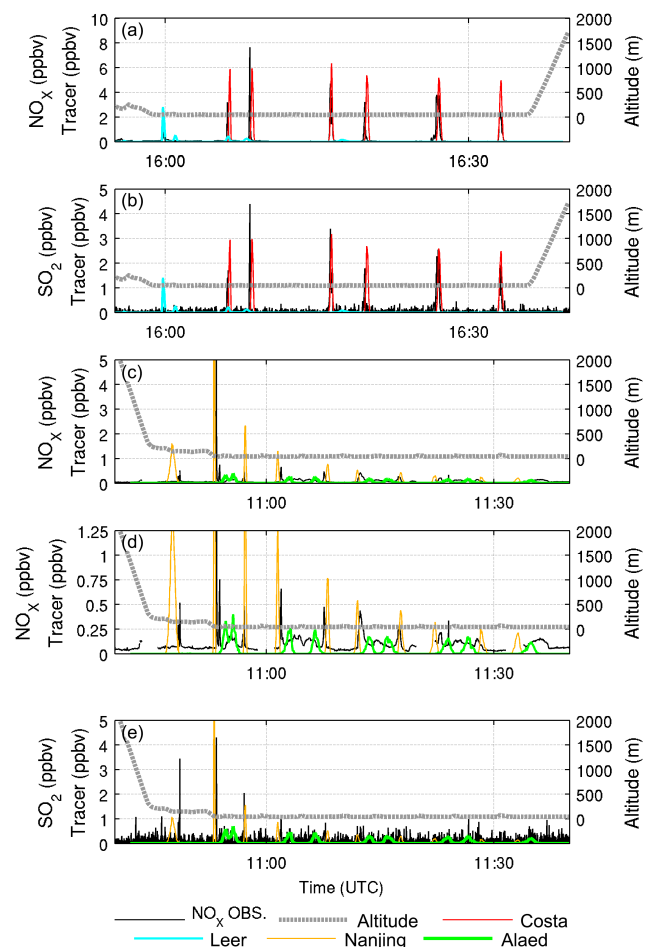 (a)
NOX (ppbv)
Tracer (ppbv)
10
8
6
4
2
0
2000
1500
1000
500
0
Altitude (m)
16:00
16:30
(b)
SO2 (ppbv)
Tracer (ppbv)
5
4
3
2
1
0
2000
1500
1000
500
0
Altitude (m)
16:00
16:30
(c)
NOX (ppbv)
Tracer (ppbv)
5
4
3
2
1
0
2000
1500
1000
500
0
Altitude (m)
11:00
11:30
(d)
NOX (ppbv)
Tracer (ppbv)
1.25
1
0.75
0.5
0.25
0
2000
1500
1000
500
0
Altitude (m)
11:00
11:30
(e)
SO2 (ppbv)
Tracer (ppbv)
5
4
3
2
1
0
2000
1500
1000
500
0
Altitude (m)
11:00
11:30
Time (UTC)
NOX OBS. Altitude Costa
Leer Nanjing Alaed